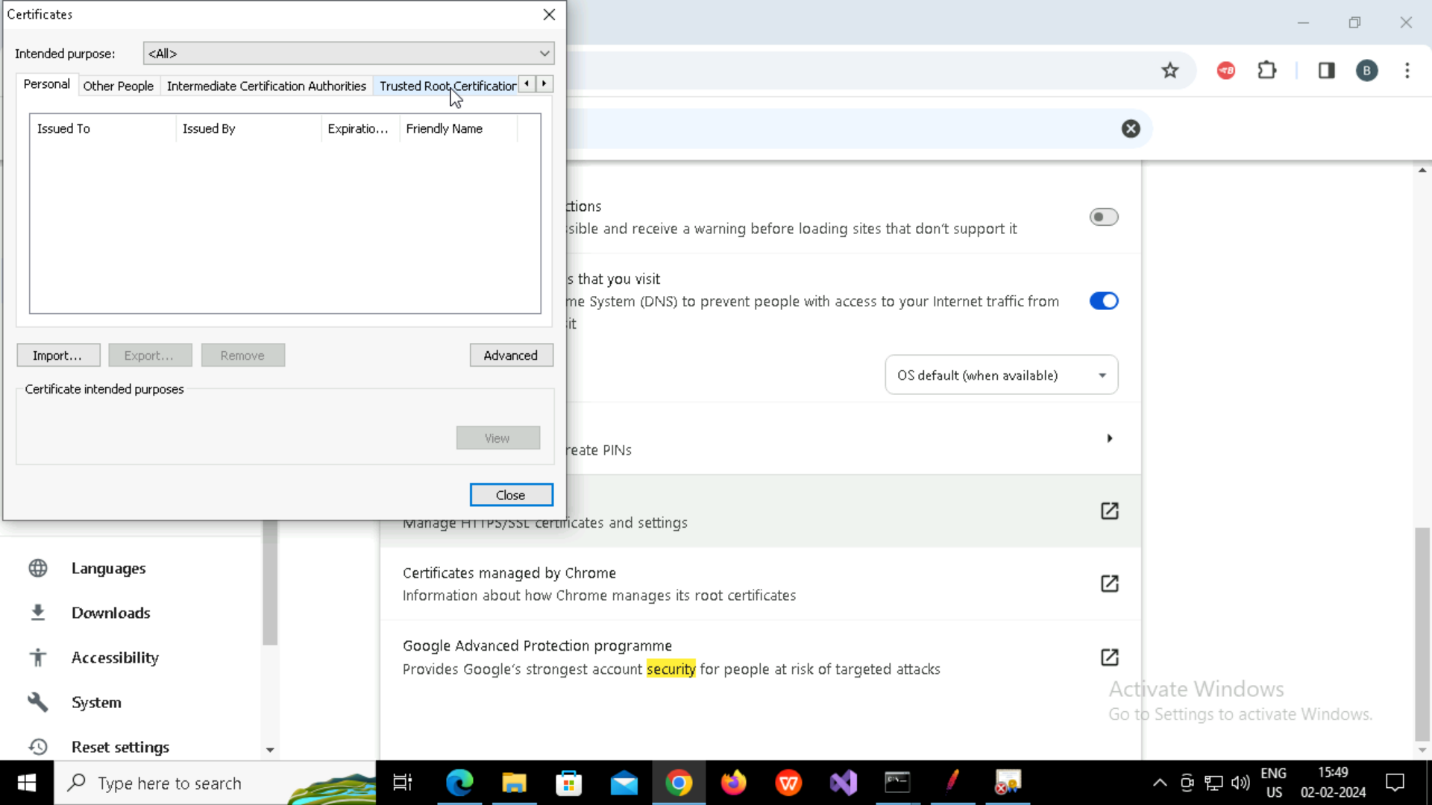 Certificates
Intended purpose:
<All>
Personal
Other People
Intermediate Certification Authorities
Trusted Root Certification
Issued To
Issued By
Expiratio...
Friendly Name
Import...
Export...
Remove
Advanced
Certificate intended purposes
View
Close
B
ctions
sible and receive a warning before loading sites that don't support it
s that you visit
me System (DNS) to prevent people with access to your Internet traffic from
sit
OS default (when available)
reate PINs
Manage HTTPS/SSL certificates and settings
Certificates managed by Chrome
Information about how Chrome manages its root certificates
Google Advanced Protection programme
Provides Google's strongest account security for people at risk of targeted attacks
Languages
Downloads
Accessibility
System
Reset settings
Activate Windows
Go to Settings to activate Windows.
Type here to search
ENG
US
15:49
02-02-2024